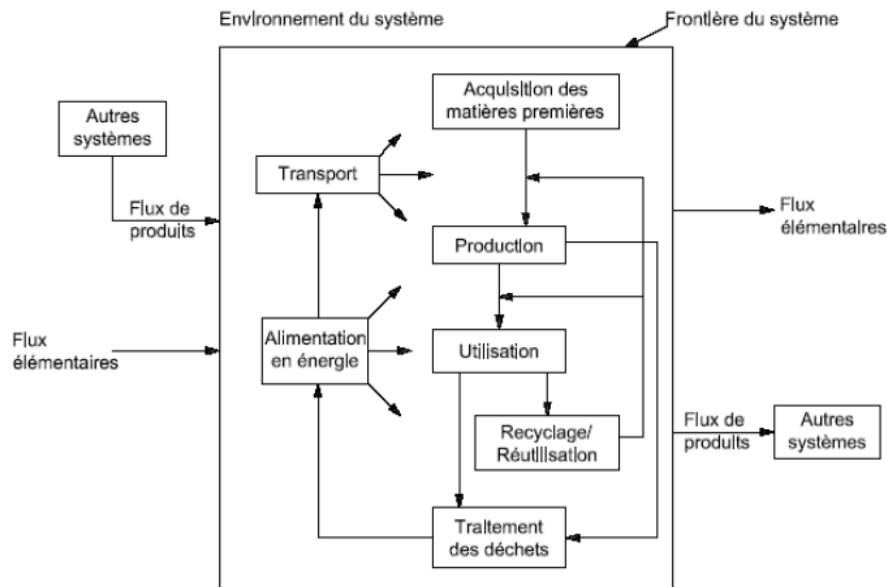 Environnement du système
Frontière du système
Acquisition des
matières premières
Autres
systèmes
Transport
Flux de
produits
Flux
élémentaires
Production
Flux
élémentaires
Alimentation
en énergie
Utilisation
Recyclage/
Réutilisation
Flux de
produits
Autres
systèmes
Traitement
des déchets